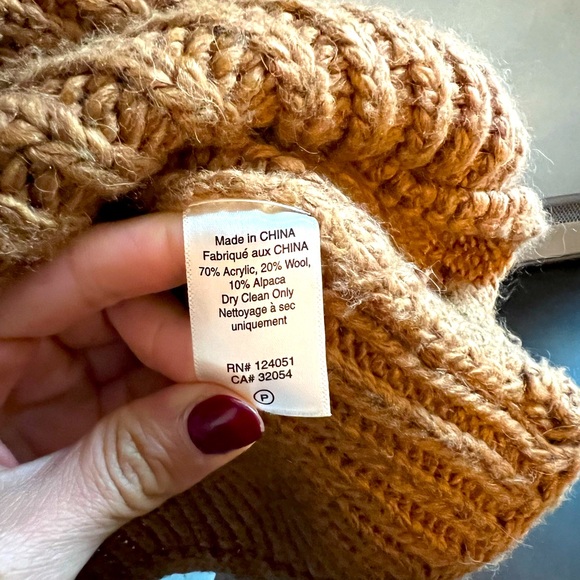 Made in CHINA
Fabriqué aux CHINA
70% Acrylic, 20% Wool,
10% Alpaca
Dry Clean Only
Nettoyage à sec
uniquement
RN# 124051
CA# 32054
P